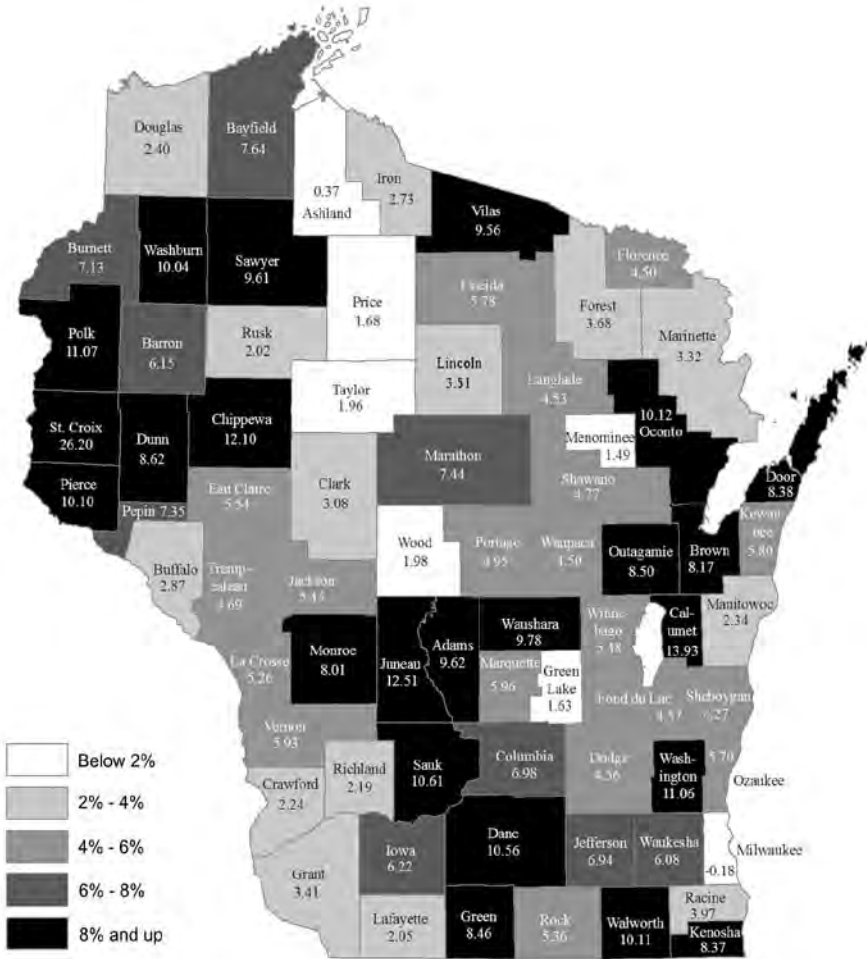 Douglas
2.40
Bayfield
7.64
0.37
Ashland
Iron
2.73
Vilas
9.56
Burnett
7.13
Washburn
10.04
Sawyer
9.61
Price
1.68
Oneida
5.78
Florence
4.50
Forest
3.68
Marinette
3.32
Polk
11.07
Barron
6.15
Rusk
2.02
Lincoln
3.51
Langlade
4.53
Taylor
1.96
Chippewa
12.10
St. Croix
26.20
Dunn
8.62
10.12
Oconto
Menominee
1.49
Marathon
7.44
Pierce
10.10
Pepin 7.35
Eau Claire
5.54
Clark
3.08
Shawano
4.77
Door
8.38
Kewau-
nee
5.80
Buffalo
2.87
Tremp-
ealeau
Jackson
5.43
Wood
1.98
Portage
4.95
Waupaca
4.50
Outagamie
8.50
Brown
8.17
Monroe
8.01
Juneau
12.51
Adams
9.62
Waushara
9.78
Winne-
bago
5.48
Cal-
umet
13.93
Manitowoc
2.34
La Crosse
5.26
Marquette
5.96
Green
Lake
1.63
Fond du Lac
4.57
Sheboygan
Vernon
5.93
Crawford
2.24
Richland
2.19
Sauk
10.61
Columbia
6.98
Dodge
4.56
Wash-
ington
11.06
5.70
Ozaukee
Grant
3.41
Iowa
6.22
Dane
10.56
Jefferson
6.94
Waukesha
6.08
-0.18
Milwaukee
Lafayette
2.05
Green
8.46
Rock
5.36
Walworth
10.11
Racine
3.97
Kenosha
8.37
Below 2%
2% - 4%
4% - 6%
6% - 8%
8% and up